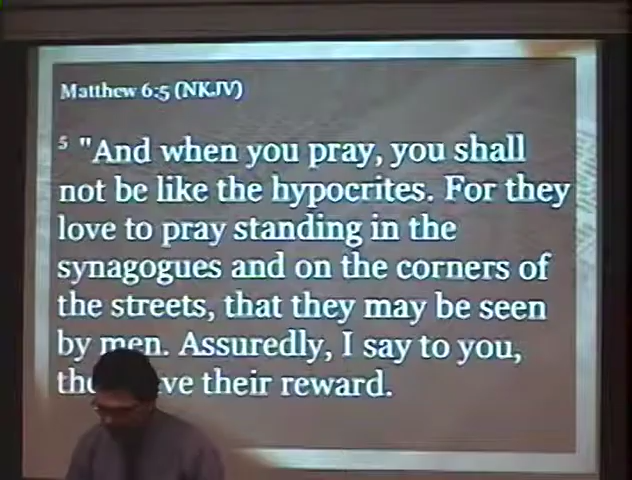 Matthew 6:5 (NKJV)
5 "And when you pray, you shall
not be like the hypocrites. For they
love to pray standing in the
synagogues and on the corners of
the streets, that they may be seen
by men. Assuredly, I say to you,
their reward.